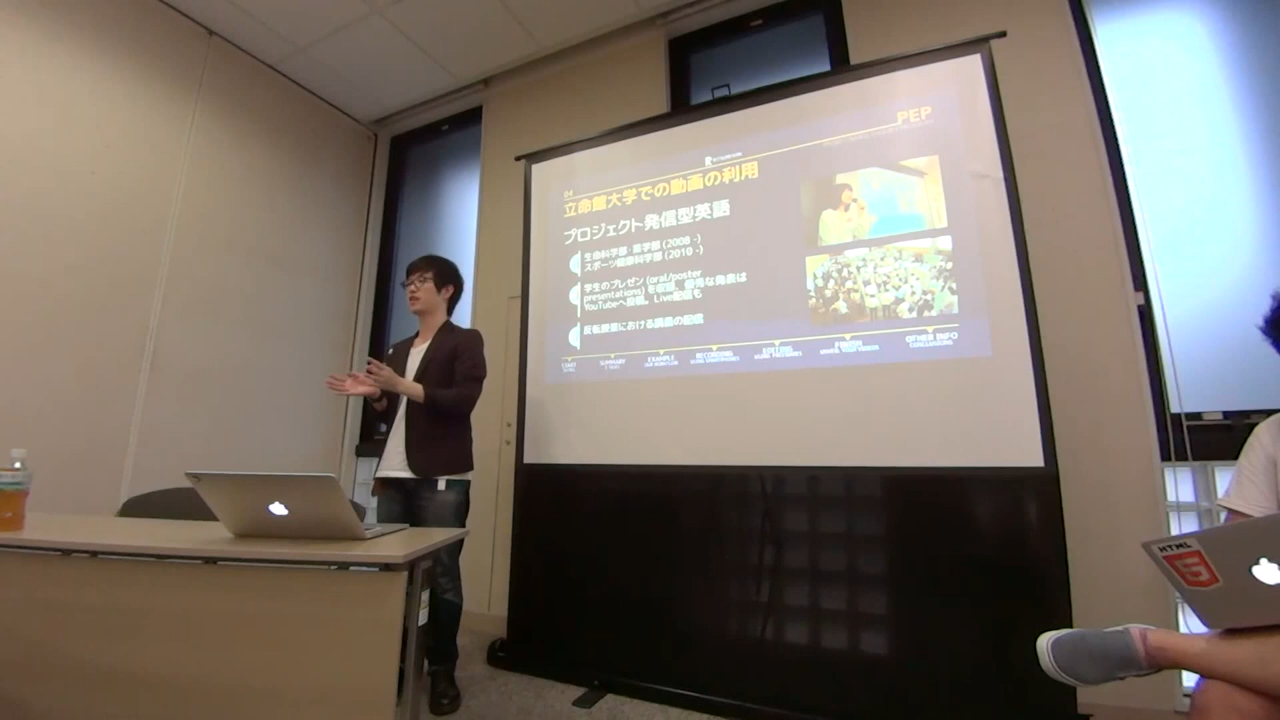 PEP
R
04
立命館大学での動画の利用
プロジェクト発信型英語
生命科学部・薬学部 (2008 -)
スポーツ健康科学部 (2010 -)
学生のプレゼン (oral/poster
presentations) を収録、優秀な発表は
YouTubeへ投稿。Live配信も
反転授業における講義の配信
START
SUMMARY
EXAMPLE
RECORDING
EDITING
FINISH
OTHER INFO
HTML
5